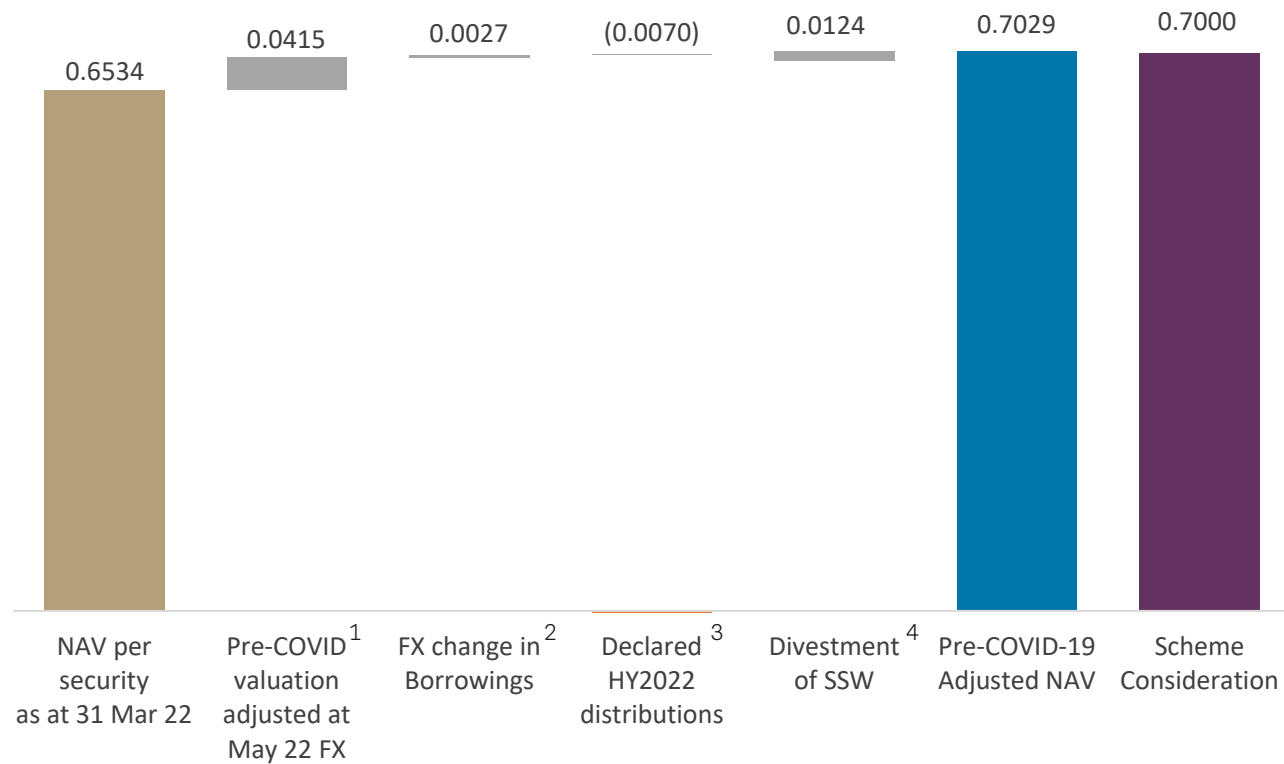 0.6534
0.0415
0.0027
(0.0070)
0.0124
0.7029
0.7000
NAV per
security
as at 31 Mar 22
Pre-COVID 1
valuation
adjusted at
May 22 FX
FX change in 2
Borrowings
Declared 3
HY2022
distributions
Divestment 4
of SSW
Pre-COVID-19
Adjusted NAV
Scheme
Consideration